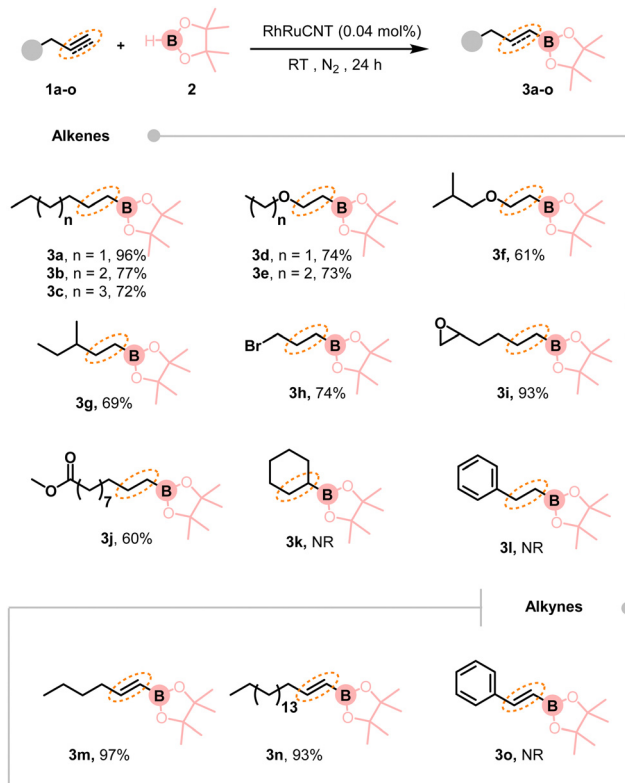 RhRuCNT (0.04 mol%)
+ H B O O
RT , N₂, 24 h
B O O
1a-o 2 3a-o
Alkenes
n B O O
3a, n = 1, 96%
3b, n = 2, 77%
3c, n = 3, 72%
n O B O O
3d, n = 1, 74%
3e, n = 2, 73%
O B O O
3f, 61%
B O O
3g, 69%
Br B O O
3h, 74%
O B O O
3i, 93%
O O 7 B O O
3j, 60%
B O O
3k, NR
B O O
3l, NR
Alkynes
B O O
3m, 97%
13 B O O
3n, 93%
B O O
3o, NR